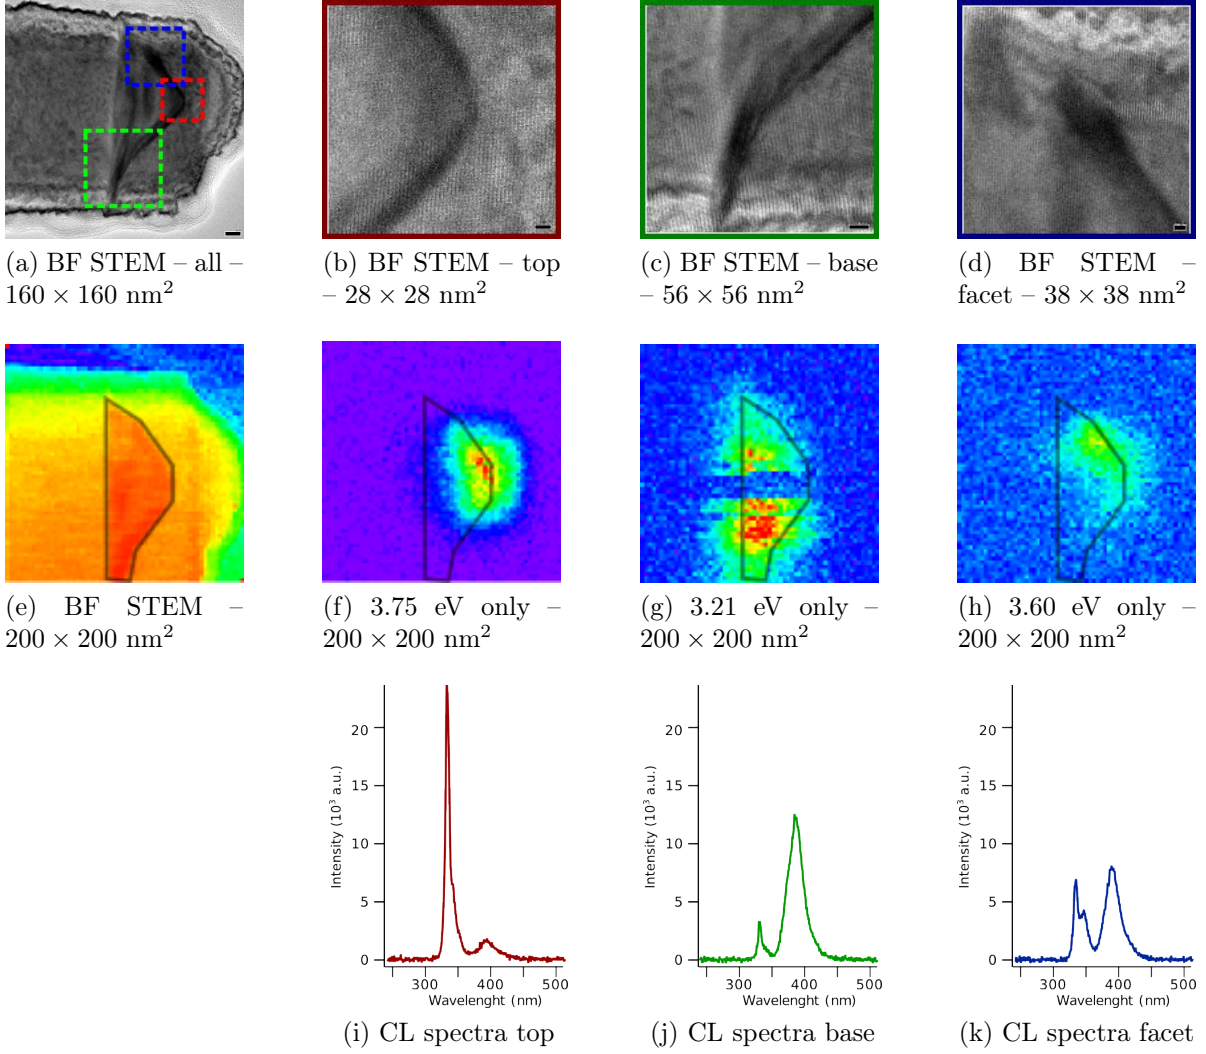 (a) BF STEM – all –
160 × 160 nm²
(b) BF STEM – top
– 28 × 28 nm²
(c) BF STEM – base
– 56 × 56 nm²
(d) BF STEM –
facet – 38 × 38 nm²
(e) BF STEM –
200 × 200 nm²
(f) 3.75 eV only –
200 × 200 nm²
(g) 3.21 eV only –
200 × 200 nm²
(h) 3.60 eV only –
200 × 200 nm²
Intensity (10³ a.u.)
20
15
10
5
0
300
400
500
Wavelenght (nm)
(i) CL spectra top
Intensity (10³ a.u.)
20
15
10
5
0
300
400
500
Wavelenght (nm)
(j) CL spectra base
Intensity (10³ a.u.)
20
15
10
5
0
300
400
500
Wavelenght (nm)
(k) CL spectra facet